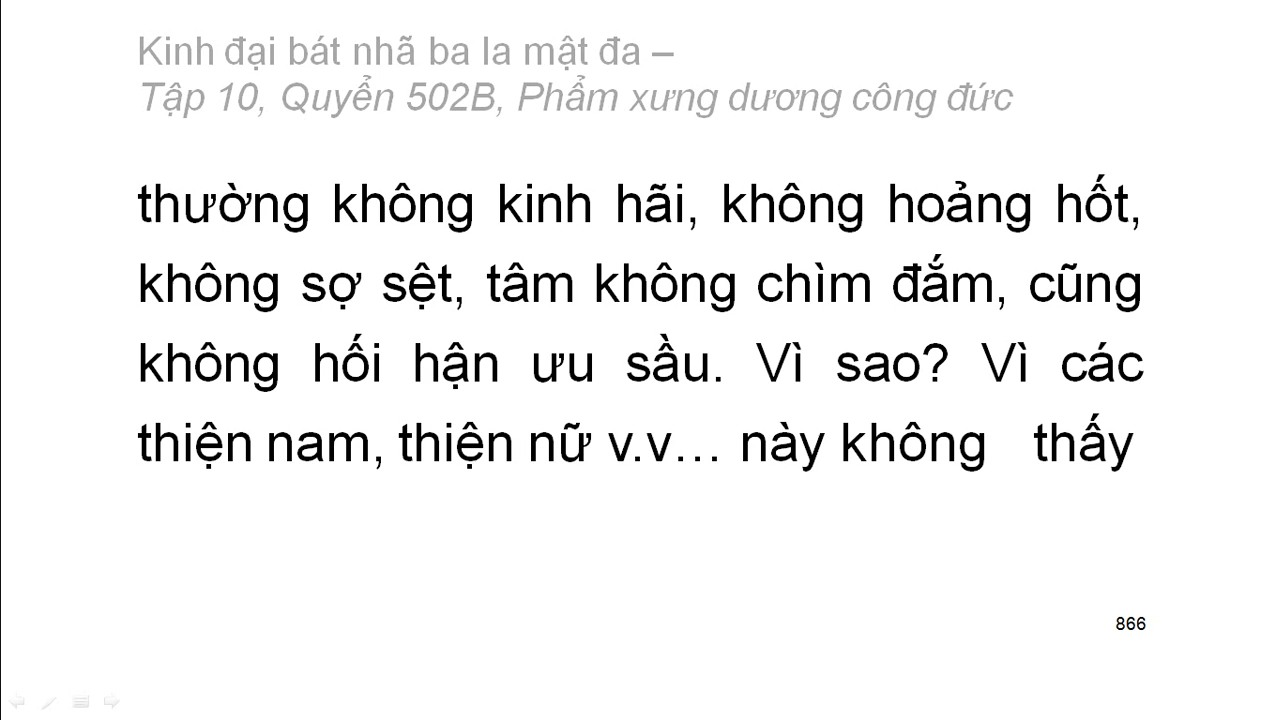 Kinh đại bát nhã ba la mật đa –
Tập 10, Quyển 502B, Phẩm xưng dương công đức
thường không kinh hãi, không hoảng hốt,
không sợ sệt, tâm không chìm đắm, cũng
không hối hận ưu sầu. Vì sao? Vì các
thiện nam, thiện nữ v.v… này không thấy
866